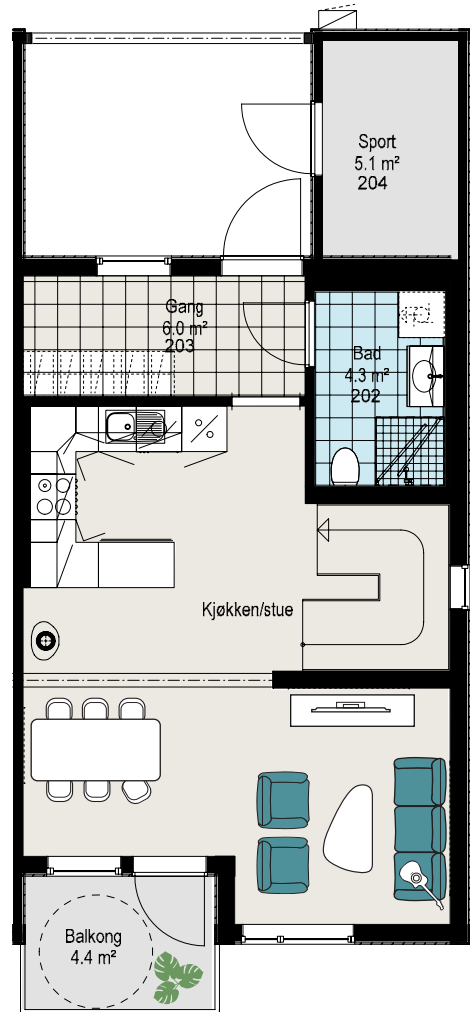 Sport
5.1 m²
204
Gang
6.0 m²
203
Bad
4.3 m²
202
Kjøkken/stue
Balkong
4.4 m²